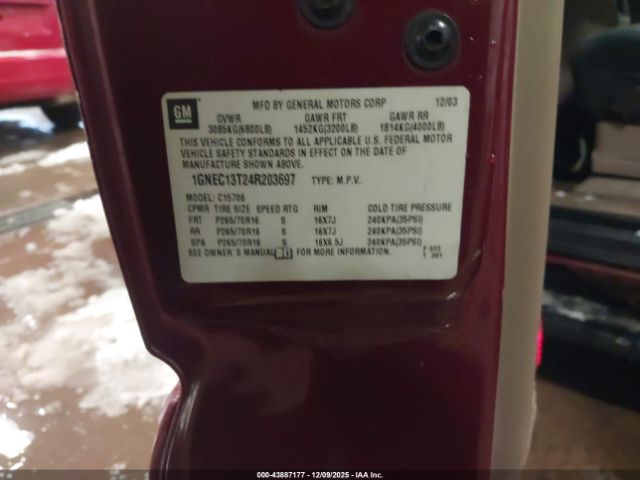 GM
MFD BY GENERAL MOTORS CORP 12/03
GVWR GAWR FRT GAWR RR
3085KG(6800LB) 1452KG(3200LB) 1814KG(4000LB)
THIS VEHICLE CONFORMS TO ALL APPLICABLE U.S. FEDERAL MOTOR
VEHICLE SAFETY STANDARDS IN EFFECT ON THE DATE OF
MANUFACTURE SHOWN ABOVE.
1GNEC13T24R203697 TYPE: M.P.V.
MODEL: C15706
CPMR TIRE SIZE SPEED RTG RIM COLD TIRE PRESSURE
FRT P265/70R16 S 16X7J 240KPA(35PSI)
RR P265/70R16 S 16X7J 240KPA(35PSI)
SPA P265/70R16 S 16X6.5J 240KPA(35PSI)
SEE OWNER'S MANUAL FOR MORE INFORMATION.
000-43887177 - 12/09/2025 - IAA Inc.